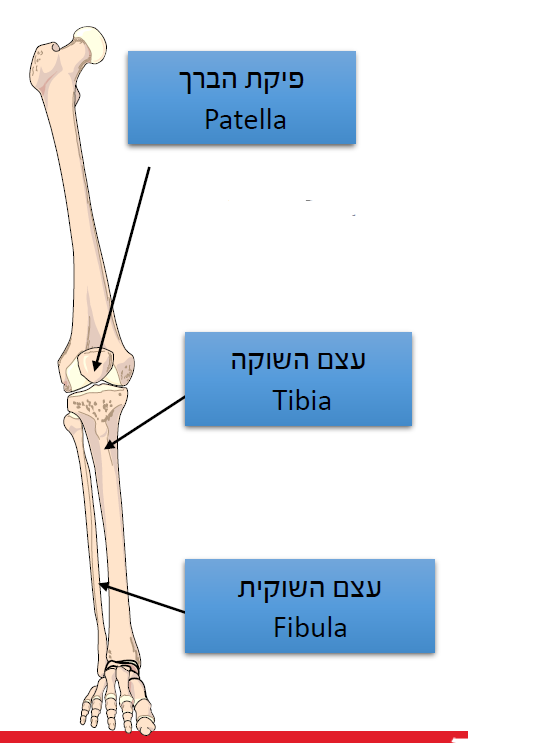 פיקת הברך
Patella
עצם השוקה
Tibia
עצם השוקית
Fibula